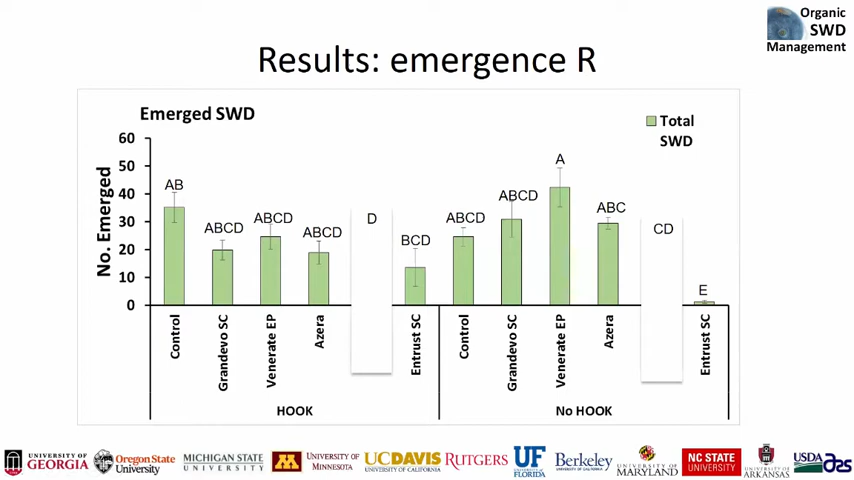 Organic
SWD
Management
Results: emergence R
Emerged SWD
Total
SWD
No. Emerged
60
50
40
30
20
10
0
AB
ABCD
ABCD
ABCD
D
BCD
ABCD
ABCD
A
ABC
CD
E
Control
Grandevo SC
Venerate EP
Azera
Entrust SC
Control
Grandevo SC
Venerate EP
Azera
Entrust SC
HOOK
No HOOK
UNIVERSITY OF
GEORGIA
Oregon State
University
MICHIGAN STATE
UNIVERSITY
UNIVERSITY OF
MINNESOTA
UCDAVIS
UNIVERSITY OF CALIFORNIA
RUTGERS
UF
UNIVERSITY of
FLORIDA
Berkeley
UNIVERSITY OF CALIFORNIA
UNIVERSITY OF
MARYLAND
NC STATE
UNIVERSITY
UNIVERSITY OF
ARKANSAS
USDA
ars